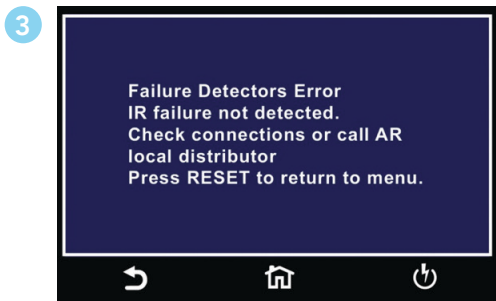 3
Failure Detectors Error
IR failure not detected.
Check connections or call AR
local distributor
Press RESET to return to menu.